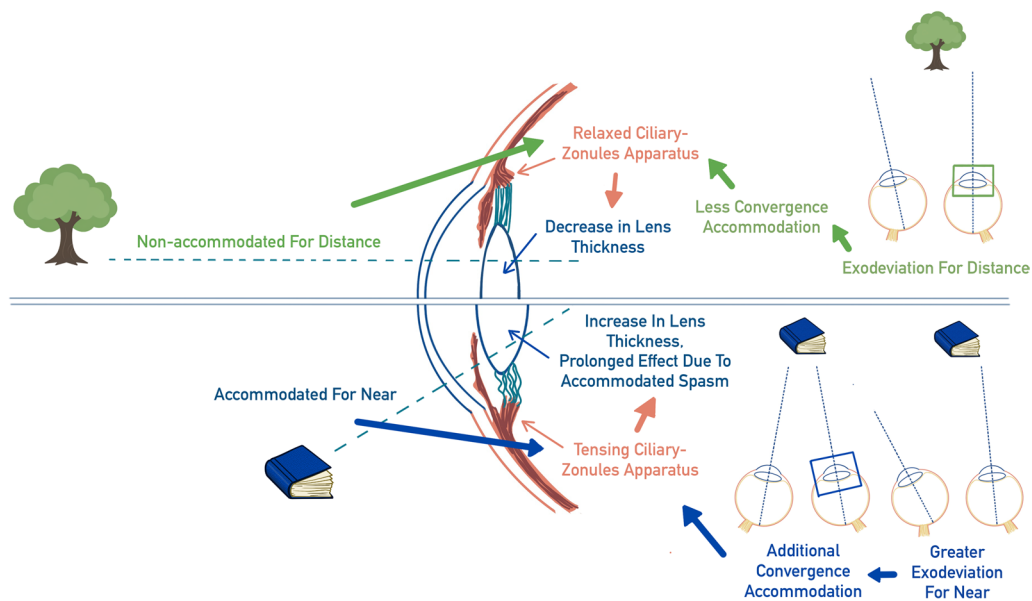 Relaxed Ciliary-
Zonules Apparatus
Less Convergence
Accommodation
Non-accommodated For Distance
Decrease in Lens
Thickness
Exodeviation For Distance
Increase In Lens
Thickness,
Prolonged Effect Due To
Accommodated Spasm
Accommodated For Near
Tensing Ciliary-
Zonules Apparatus
Additional
Convergence
Accommodation
Greater
Exodeviation
For Near